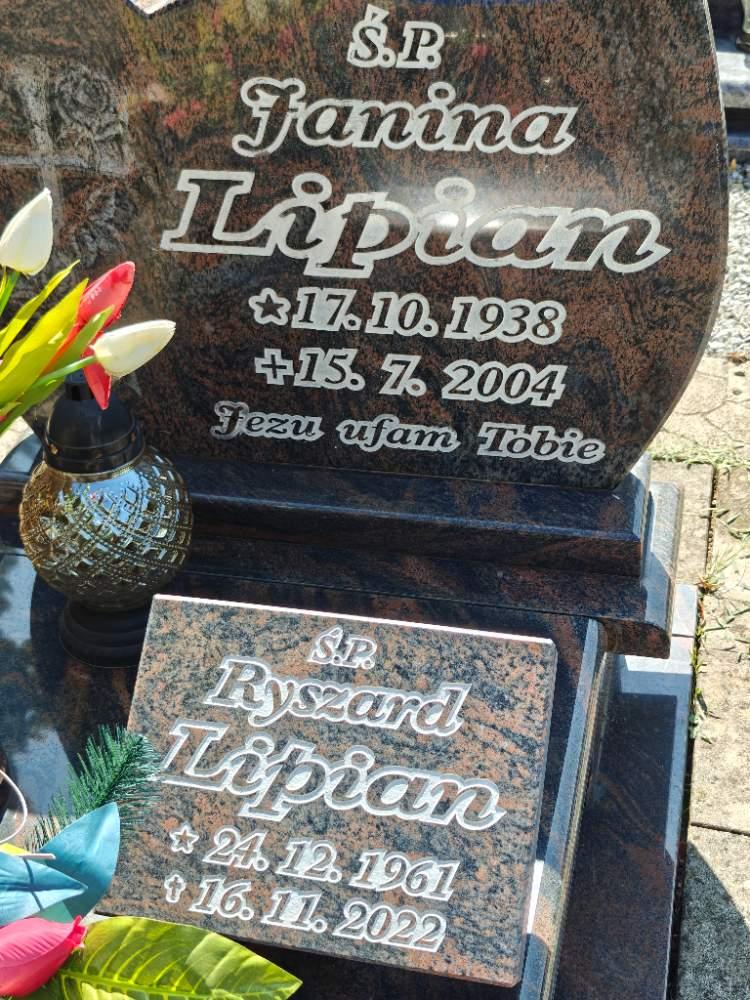 Ś.P.
Janina
Lipian
★17.10.1938
✝15.7.2004
Jezu ufam Tobie
Ś.P.
Ryszard
Lipian
★ 24.12.1961
✝ 16.11.2022